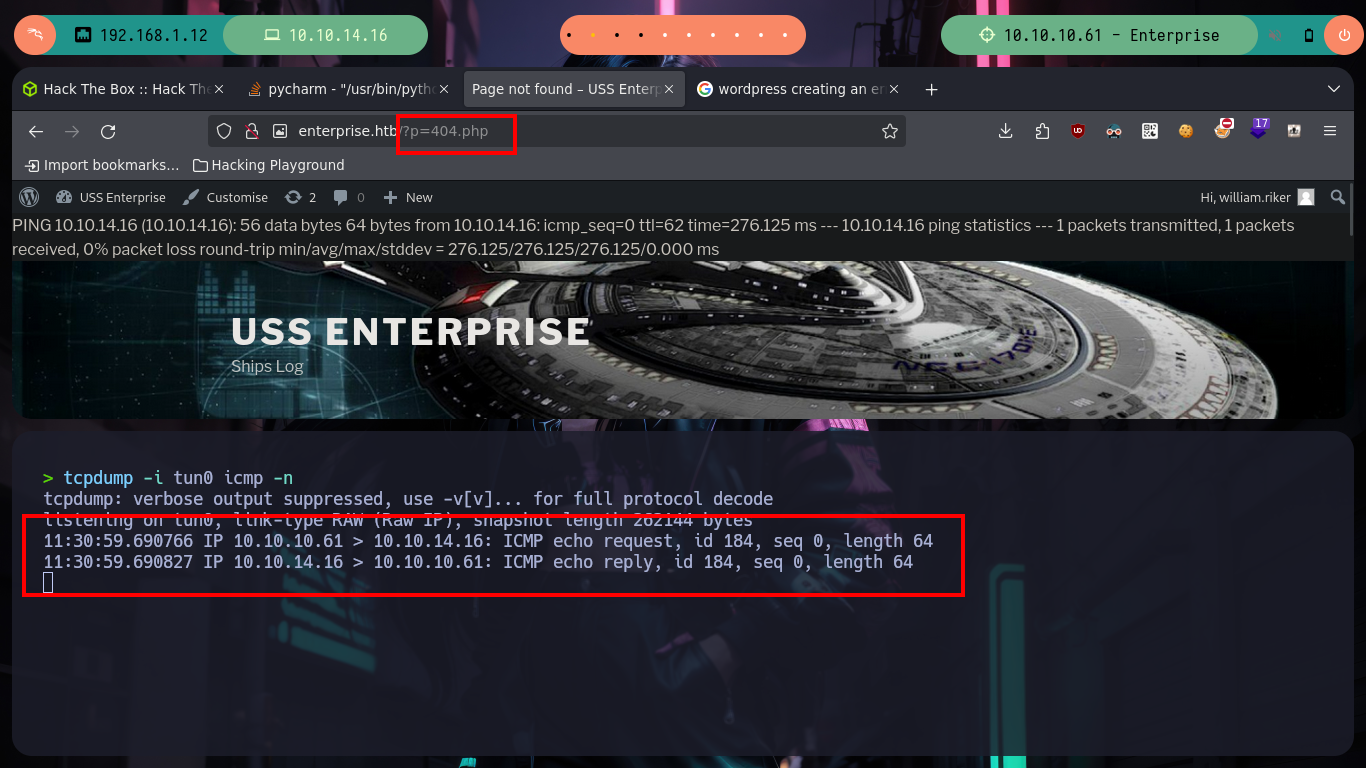 192.168.1.12 10.10.14.16 10.10.10.61 - Enterprise
Hack The Box :: Hack The pycharm - "/usr/bin/pyth Page not found – USS Enterp wordpress creating an er
enterprise.htb/?p=404.php 17
Import bookmarks... Hacking Playground
USS Enterprise Customise 2 0 New Hi, william.riker
PING 10.10.14.16 (10.10.14.16): 56 data bytes 64 bytes from 10.10.14.16: icmp_seq=0 ttl=62 time=276.125 ms --- 10.10.14.16 ping statistics --- 1 packets transmitted, 1 packets
received, 0% packet loss round-trip min/avg/max/stddev = 276.125/276.125/276.125/0.000 ms
USS ENTERPRISE
Ships Log
> tcpdump -i tun0 icmp -n
tcpdump: verbose output suppressed, use -v[v]... for full protocol decode
listening on tun0, link-type RAW (Raw IP), snapshot length 262144 bytes
11:30:59.690766 IP 10.10.10.61 > 10.10.14.16: ICMP echo request, id 184, seq 0, length 64
11:30:59.690827 IP 10.10.14.16 > 10.10.10.61: ICMP echo reply, id 184, seq 0, length 64